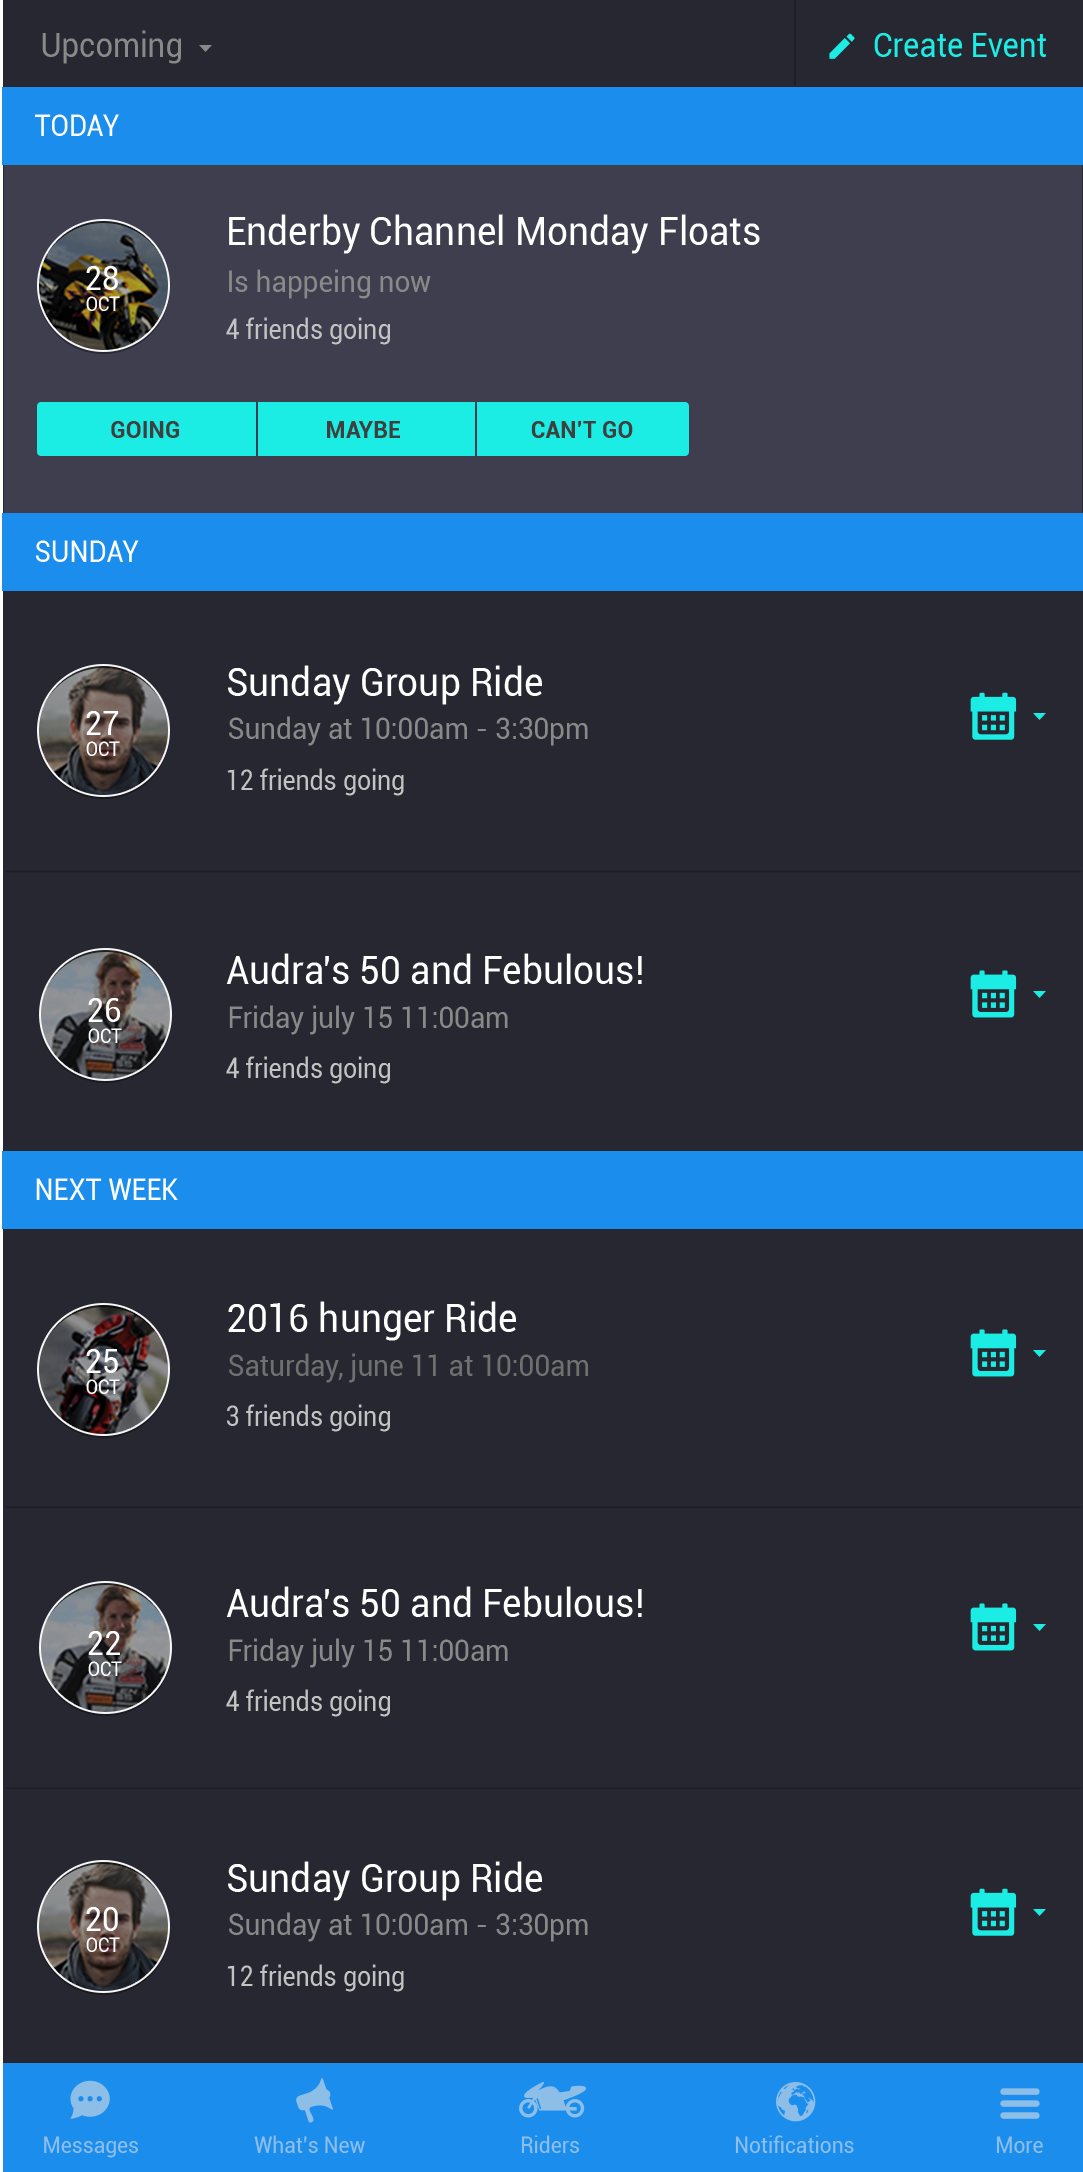 Upcoming
Create Event
TODAY
28
OCT
Enderby Channel Monday Floats
Is happeing now
4 friends going
GOING
MAYBE
CAN'T GO
SUNDAY
27
OCT
Sunday Group Ride
Sunday at 10:00am - 3:30pm
12 friends going
26
OCT
Audra's 50 and Febulous!
Friday july 15 11:00am
4 friends going
NEXT WEEK
25
OCT
2016 hunger Ride
Saturday, june 11 at 10:00am
3 friends going
22
OCT
Audra's 50 and Febulous!
Friday july 15 11:00am
4 friends going
20
OCT
Sunday Group Ride
Sunday at 10:00am - 3:30pm
12 friends going
Messages
What's New
Riders
Notifications
More